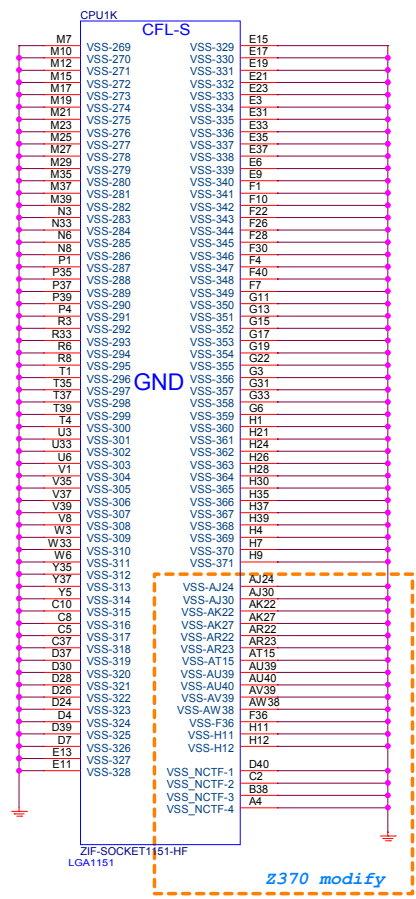 CPU1K
CFL-S
M7 VSS-269 VSS-329 E15
M10 VSS-270 VSS-330 E17
M12 VSS-271 VSS-331 E19
M15 VSS-272 VSS-332 E21
M17 VSS-273 VSS-333 E23
M19 VSS-274 VSS-334 E3
M21 VSS-275 VSS-335 E31
M23 VSS-276 VSS-336 E33
M25 VSS-277 VSS-337 E35
M27 VSS-278 VSS-338 E37
M29 VSS-279 VSS-339 E6
M35 VSS-280 VSS-340 E9
M37 VSS-281 VSS-341 F1
M39 VSS-282 VSS-342 F10
N3 VSS-283 VSS-343 F22
N33 VSS-284 VSS-344 F26
N6 VSS-285 VSS-345 F28
N8 VSS-286 VSS-346 F30
P1 VSS-287 VSS-347 F4
P35 VSS-288 VSS-348 F40
P37 VSS-289 VSS-349 F7
P39 VSS-290 VSS-350 G11
P4 VSS-291 VSS-351 G13
R3 VSS-292 VSS-352 G15
R33 VSS-293 VSS-353 G17
R6 VSS-294 VSS-354 G19
R8 VSS-295 VSS-355 G22
T1 VSS-296 VSS-356 G3
GND
T35 VSS-297 VSS-357 G31
T37 VSS-298 VSS-358 G33
T39 VSS-299 VSS-359 G6
T4 VSS-300 VSS-360 H1
U3 VSS-301 VSS-361 H21
U33 VSS-302 VSS-362 H24
U6 VSS-303 VSS-363 H26
V1 VSS-304 VSS-364 H28
V35 VSS-305 VSS-365 H30
V37 VSS-306 VSS-366 H35
V39 VSS-307 VSS-367 H37
V8 VSS-308 VSS-368 H39
W3 VSS-309 VSS-369 H4
W33 VSS-310 VSS-370 H7
W6 VSS-311 VSS-371 H9
Y35 VSS-312
Y37 VSS-313 VSS-AJ24 AJ24
Y5 VSS-314 VSS-AJ30 AJ30
C10 VSS-315 VSS-AK22 AK22
C8 VSS-316 VSS-AK27 AK27
C5 VSS-317 VSS-AR22 AR22
C37 VSS-318 VSS-AR23 AR23
D37 VSS-319 VSS-AT15 AT15
D30 VSS-320 VSS-AU39 AU39
D28 VSS-321 VSS-AU40 AU40
D26 VSS-322 VSS-AV39 AV39
D24 VSS-323 VSS-AW38 AW38
D4 VSS-324 VSS-F36 F36
D39 VSS-325 VSS-H11 H11
D7 VSS-326 VSS-H12 H12
E13 VSS-327
E11 VSS-328 VSS_NCTF-1 D40
VSS_NCTF-2 C2
VSS_NCTF-3 B38
VSS_NCTF-4 A4
ZIF-SOCKET1151-HF
LGA1151
Z370 modify